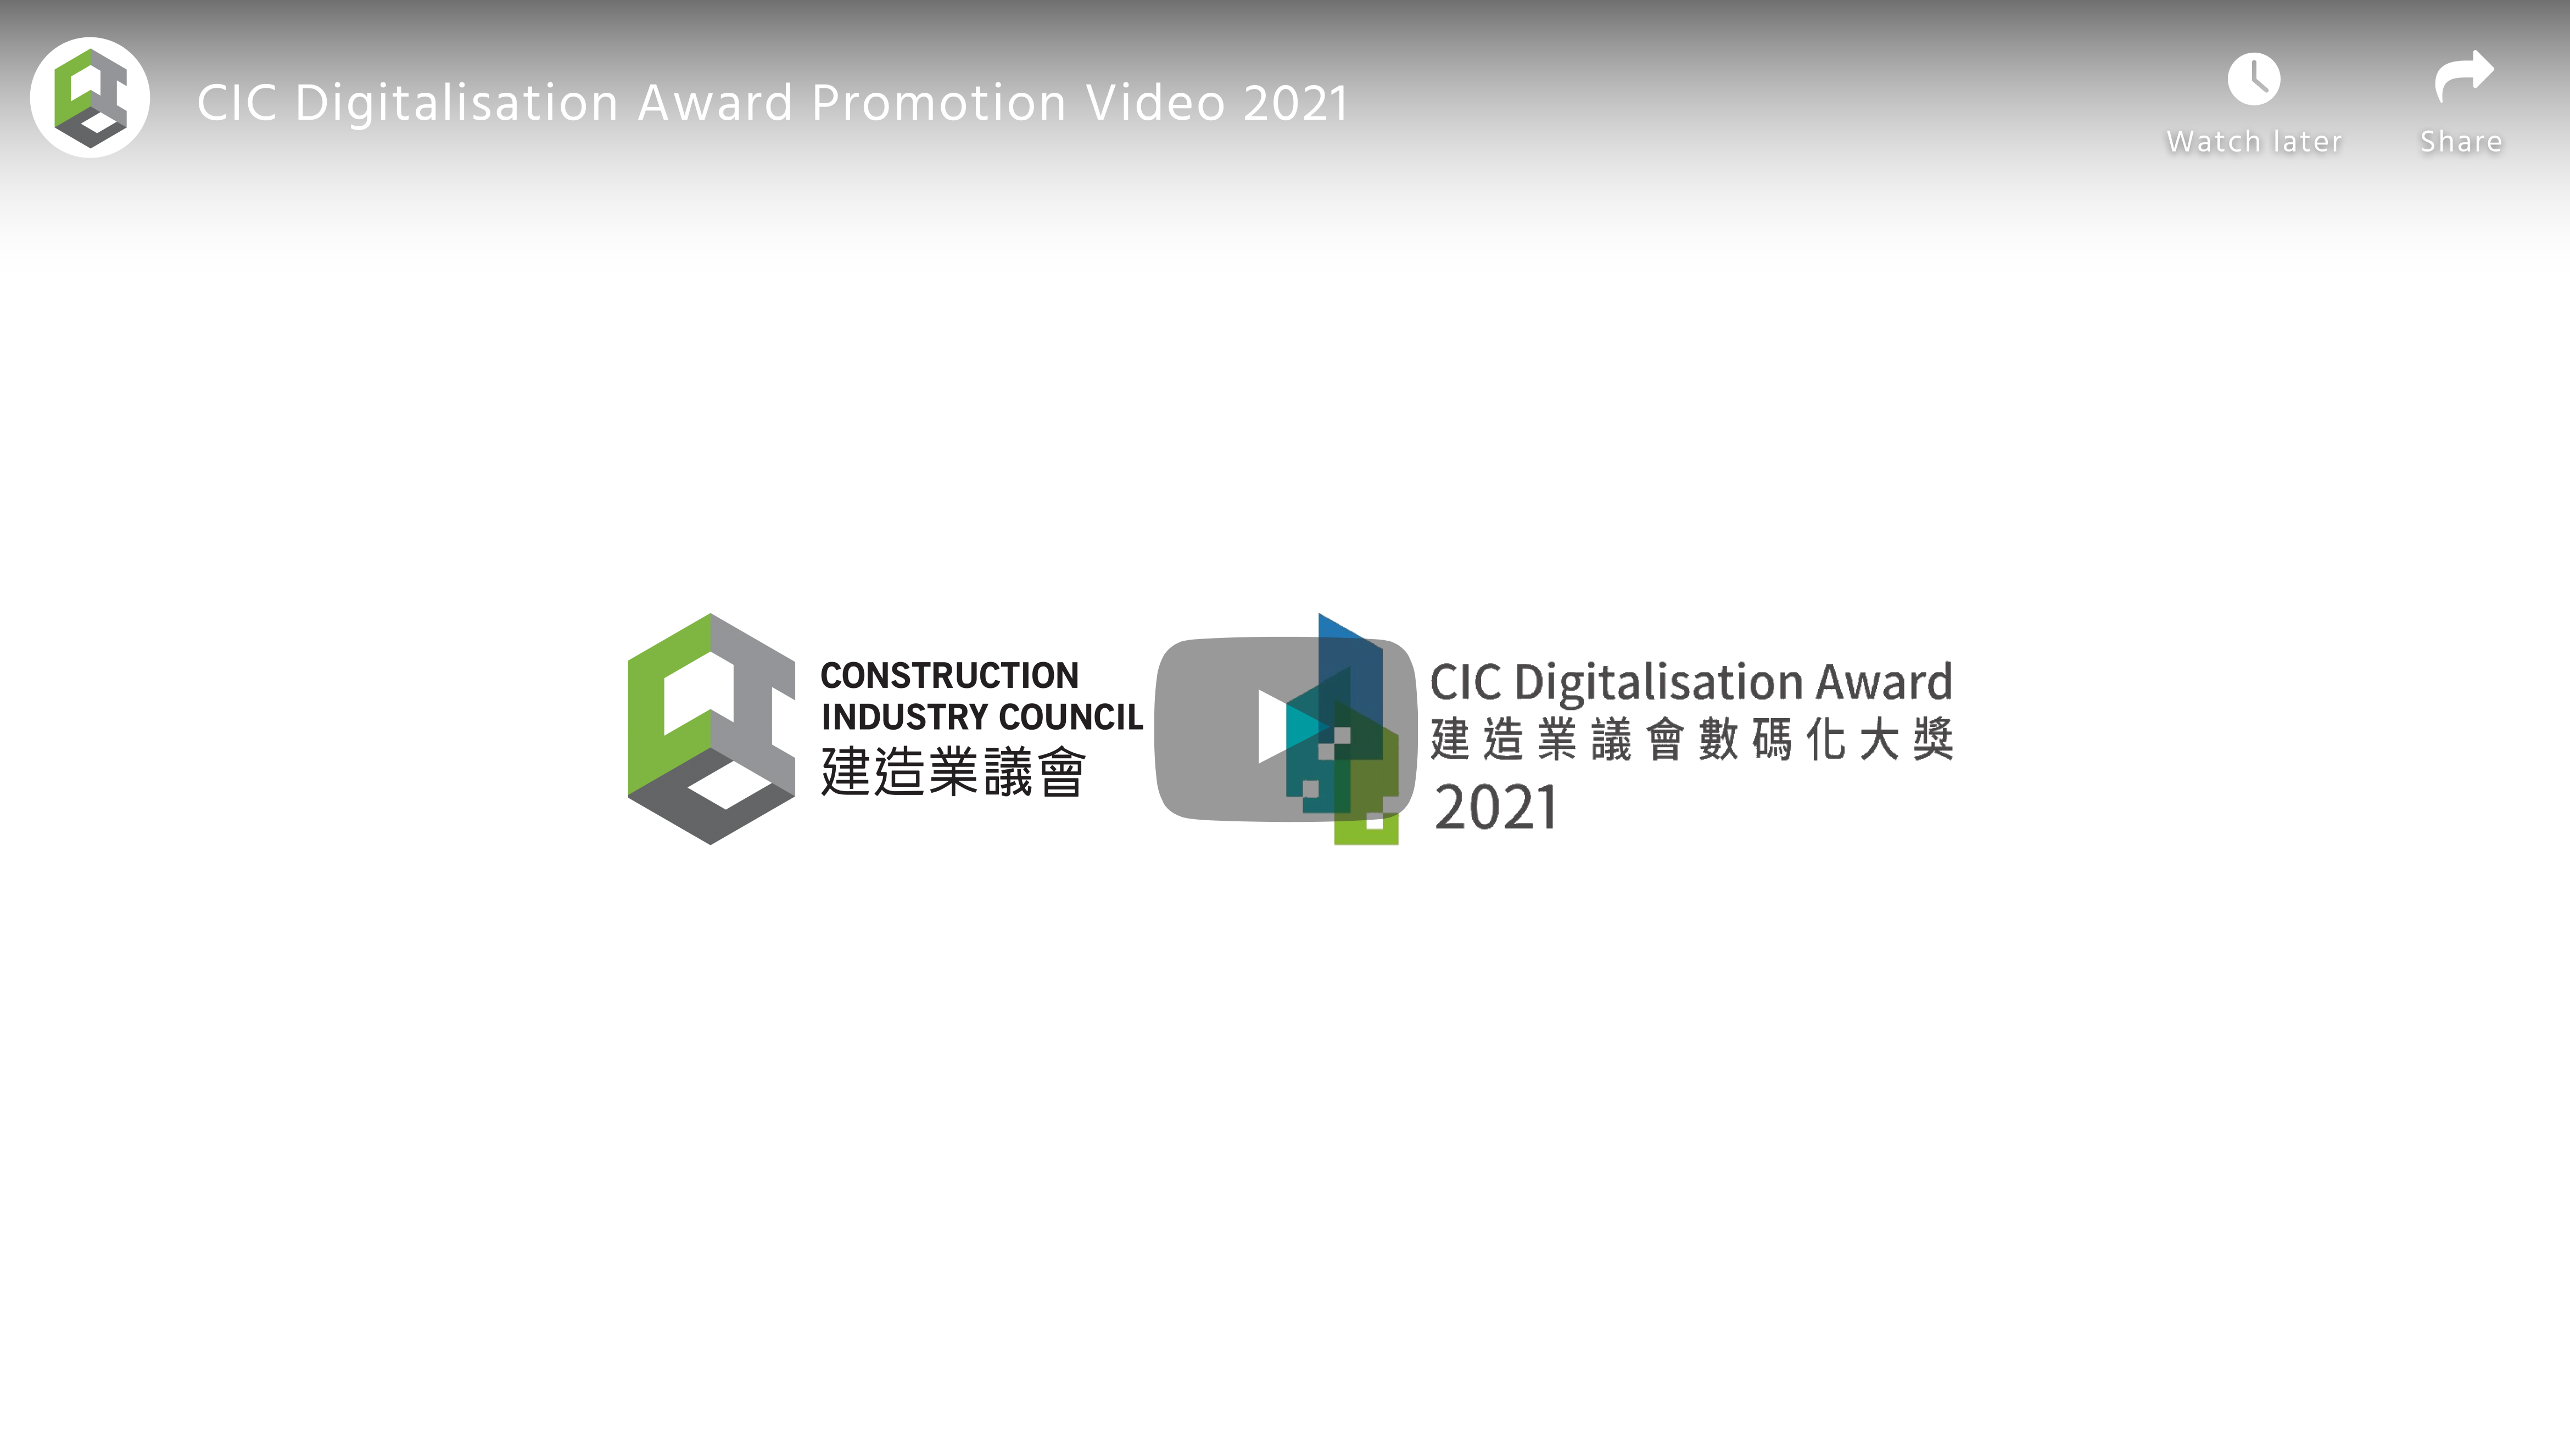 CIC Digitalisation Award Promotion Video 2021
Watch later
Share
CONSTRUCTION
INDUSTRY COUNCIL
建造業議會
CIC Digitalisation Award
建造業議會數碼化大獎
2021